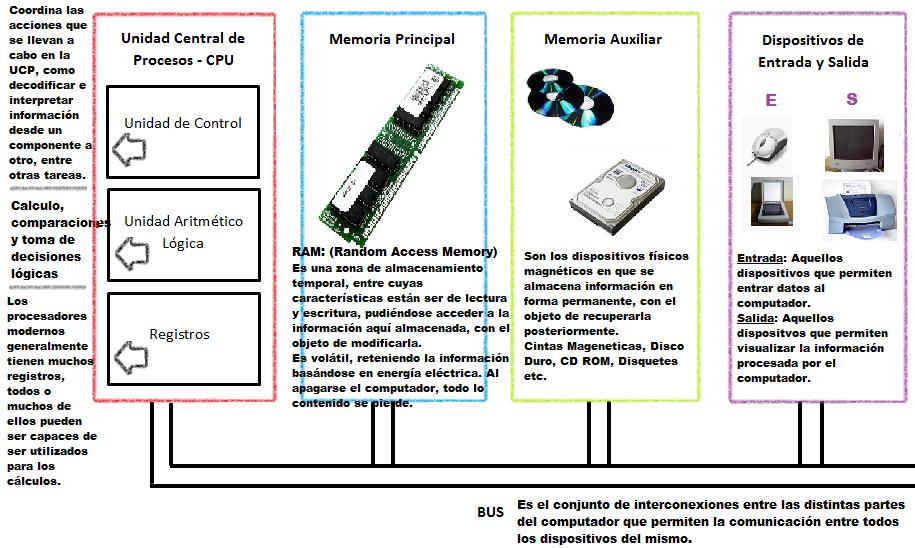 Coordina las
acciones que
se llevan a
cabo en la
UCP, como
decodificar e
interpretar
información
desde un
componente a
otro, entre
otras tareas.
Calculo,
comparaciones
y toma de
decisiones
lógicas
Los
procesadores
modernos
generalmente
tienen muchos
registros,
todos o
muchos de
ellos pueden
ser capaces de
ser utilizados
para los
cálculos.
Unidad Central de
Procesos - CPU
Unidad de Control
Unidad Aritmético
Lógica
Registros
Memoria Principal
RAM: (Random Access Memory)
Es una zona de almacenamiento
temporal, entre cuyas
características están ser de lectura
y escritura, pudiéndose acceder a la
información aquí almacenada, con el
objeto de modificarla.
Es volátil, reteniendo la información
basándose en energía eléctrica. Al
apagarse el computador, todo lo
contenido se pierde.
Memoria Auxiliar
Son los dispositivos físicos
magnéticos en que se
almacena información en
forma permanente, con el
objeto de recuperarla
posteriormente.
Cintas Mageneticas, Disco
Duro, CD ROM, Disquetes
etc.
Dispositivos de
Entrada y Salida
E S
Entrada: Aquellos
dispositivos que permiten
entrar datos al
computador.
Salida: Aquellos
dispositvos que permiten
visualizar la información
procesada por el
computador.
BUS
Es el conjunto de interconexiones entre las distintas partes
del computador que permiten la comunicación entre todos
los dispositivos del mismo.